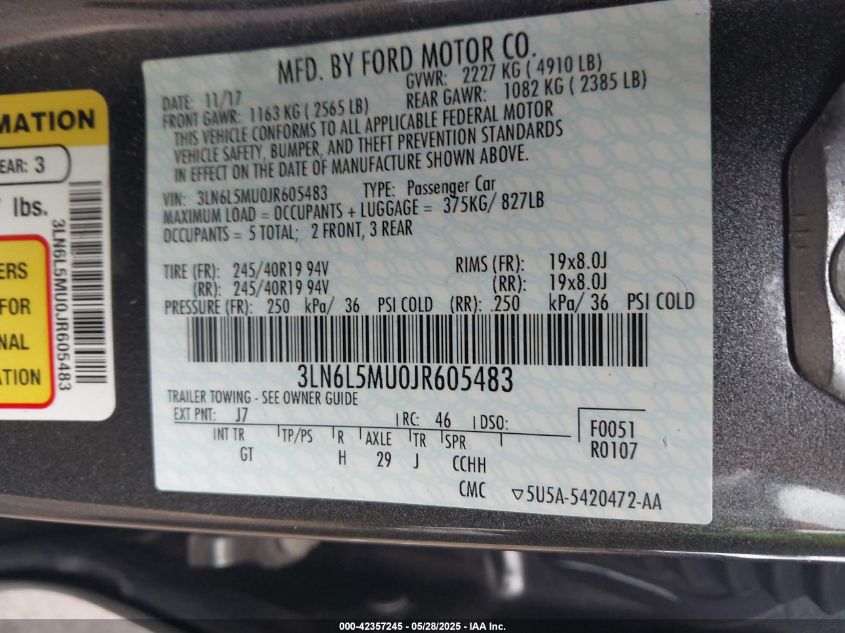 MFD. BY FORD MOTOR CO.
DATE: 11/17 GVWR: 2227 KG ( 4910 LB)
FRONT GAWR: 1163 KG ( 2565 LB) REAR GAWR: 1082 KG ( 2385 LB)
THIS VEHICLE CONFORMS TO ALL APPLICABLE FEDERAL MOTOR
VEHICLE SAFETY, BUMPER, AND THEFT PREVENTION STANDARDS
IN EFFECT ON THE DATE OF MANUFACTURE SHOWN ABOVE.
VIN: 3LN6L5MU0JR605483 TYPE: Passenger Car
MAXIMUM LOAD = OCCUPANTS + LUGGAGE = 375KG/ 827LB
OCCUPANTS = 5 TOTAL; 2 FRONT, 3 REAR
TIRE (FR): 245/40R19 94V RIMS (FR): 19x8.0J
(RR): 245/40R19 94V (RR): 19x8.0J
PRESSURE (FR): 250 kPa/ 36 PSI COLD (RR): 250 kPa/ 36 PSI COLD
3LN6L5MU0JR605483
TRAILER TOWING - SEE OWNER GUIDE
EXT PNT: J7 RC: 46 DSO: F0051
INT TR TP/PS R AXLE TR SPR R0107
GT H 29 J CCHH
CMC ▽5U5A-5420472-AA
MATION
EAR: 3
lbs.
ERS
FOR
NAL
ATION
3LN6L5MU0JR605483
000-42357245 - 05/28/2025 - IAA Inc.